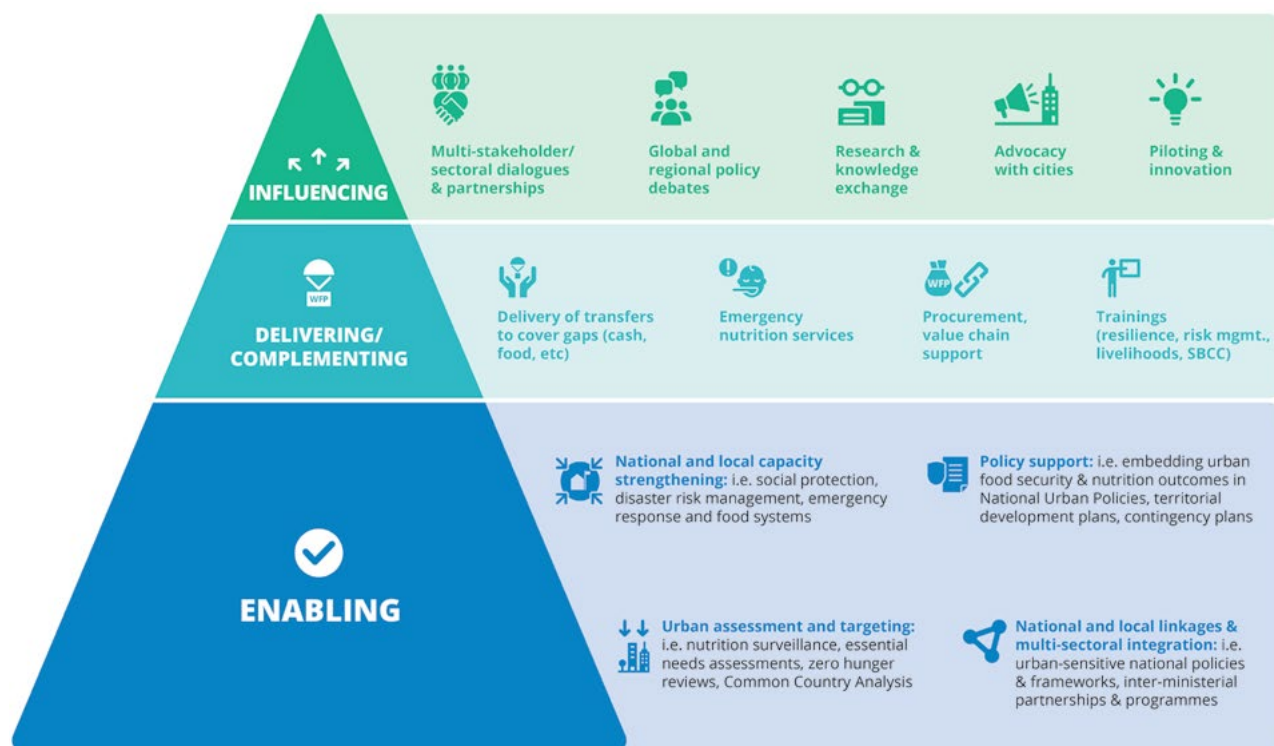 INFLUENCING
Multi-stakeholder/
sectoral dialogues
& partnerships
Global and
regional policy
debates
Research &
knowledge
exchange
Advocacy
with cities
Piloting &
innovation
WFP
DELIVERING/
COMPLEMENTING
Delivery of transfers
to cover gaps (cash,
food, etc)
Emergency
nutrition services
WFP
Procurement,
value chain
support
Trainings
(resilience, risk mgmt.,
livelihoods, SBCC)
ENABLING
National and local capacity
strengthening: i.e. social protection,
disaster risk management, emergency
response and food systems
Policy support: i.e. embedding urban
food security & nutrition outcomes in
National Urban Policies, territorial
development plans, contingency plans
Urban assessment and targeting:
i.e. nutrition surveillance, essential
needs assessments, zero hunger
reviews, Common Country Analysis
National and local linkages &
multi-sectoral integration: i.e.
urban-sensitive national policies
& frameworks, inter-ministerial
partnerships & programmes